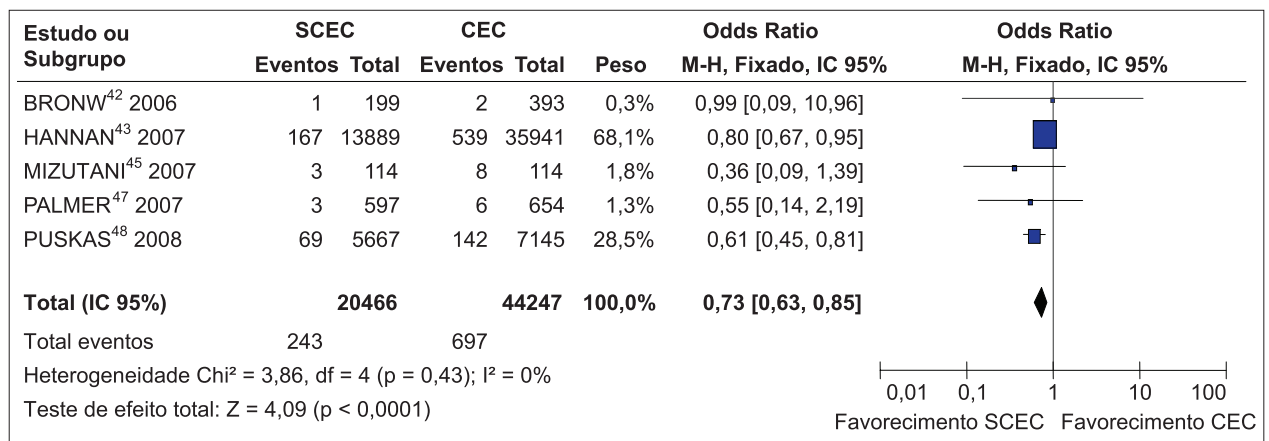 Estudo ou Subgrupo SCEC CEC Odds Ratio Odds Ratio
Eventos Total Eventos Total Peso M-H, Fixado, IC 95% M-H, Fixado, IC 95%
BRONW42 2006 1 199 2 393 0,3% 0,99 [0,09, 10,96]
HANNAN43 2007 167 13889 539 35941 68,1% 0,80 [0,67, 0,95]
MIZUTANI45 2007 3 114 8 114 1,8% 0,36 [0,09, 1,39]
PALMER47 2007 3 597 6 654 1,3% 0,55 [0,14, 2,19]
PUSKAS48 2008 69 5667 142 7145 28,5% 0,61 [0,45, 0,81]
Total (IC 95%) 20466 44247 100,0% 0,73 [0,63, 0,85]
Total eventos 243 697
Heterogeneidade Chi² = 3,86, df = 4 (p = 0,43); I² = 0%
Teste de efeito total: Z = 4,09 (p < 0,0001)
0,01 0,1 1 10 100
Favorecimento SCEC Favorecimento CEC